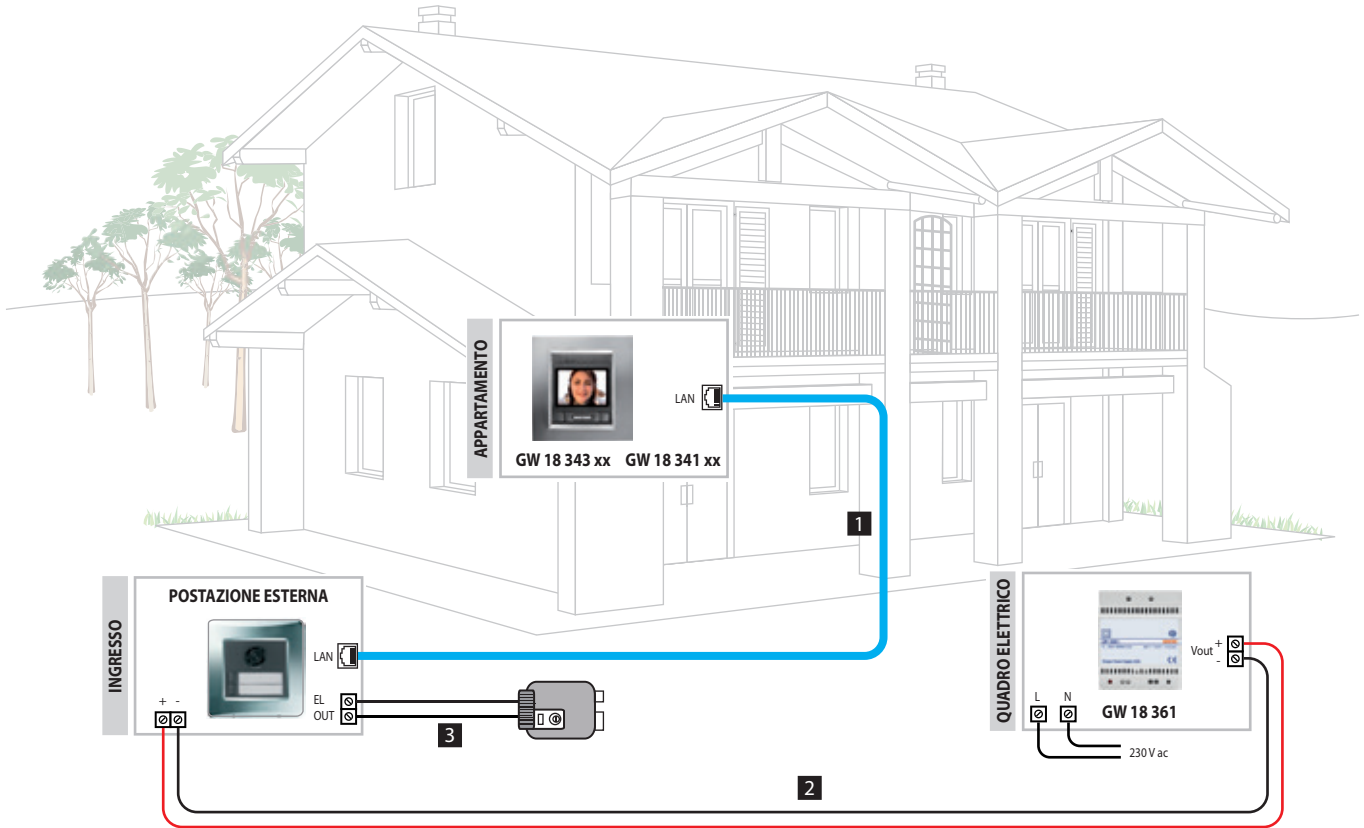 APPARTAMENTO
LAN
GW 18 343 xx GW 18 341 xx
1
INGRESSO
POSTAZIONE ESTERNA
LAN
+ -
EL
OUT
3
QUADRO ELETTRICO
Vout + -
L N
GW 18 361
230 V ac
2